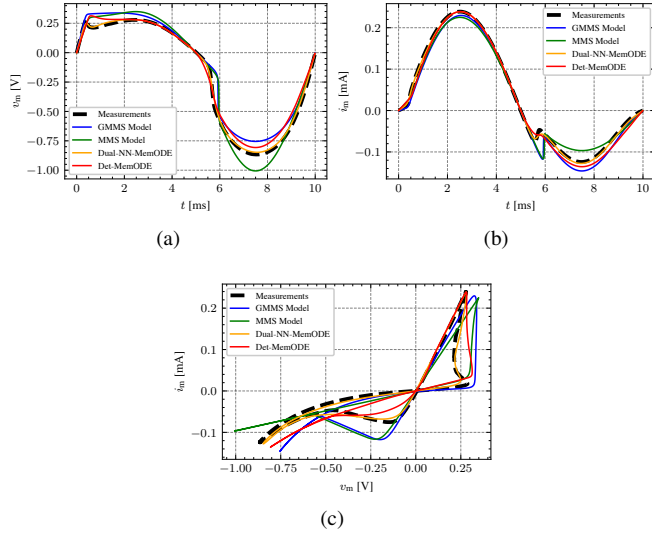 0.25
0.00
−0.25
−0.50
−0.75
−1.00
v_m [V]
Measurements
GMMS Model
MMS Model
Dual-NN-MemODE
Det-MemODE
0 2 4 6 8 10
t [ms]
(a)
0.2
0.1
0.0
−0.1
i_m [mA]
Measurements
GMMS Model
MMS Model
Dual-NN-MemODE
Det-MemODE
0 2 4 6 8 10
t [ms]
(b)
0.2
0.1
0.0
−0.1
i_m [mA]
Measurements
GMMS Model
MMS Model
Dual-NN-MemODE
Det-MemODE
−1.00 −0.75 −0.50 −0.25 0.00 0.25
v_m [V]
(c)